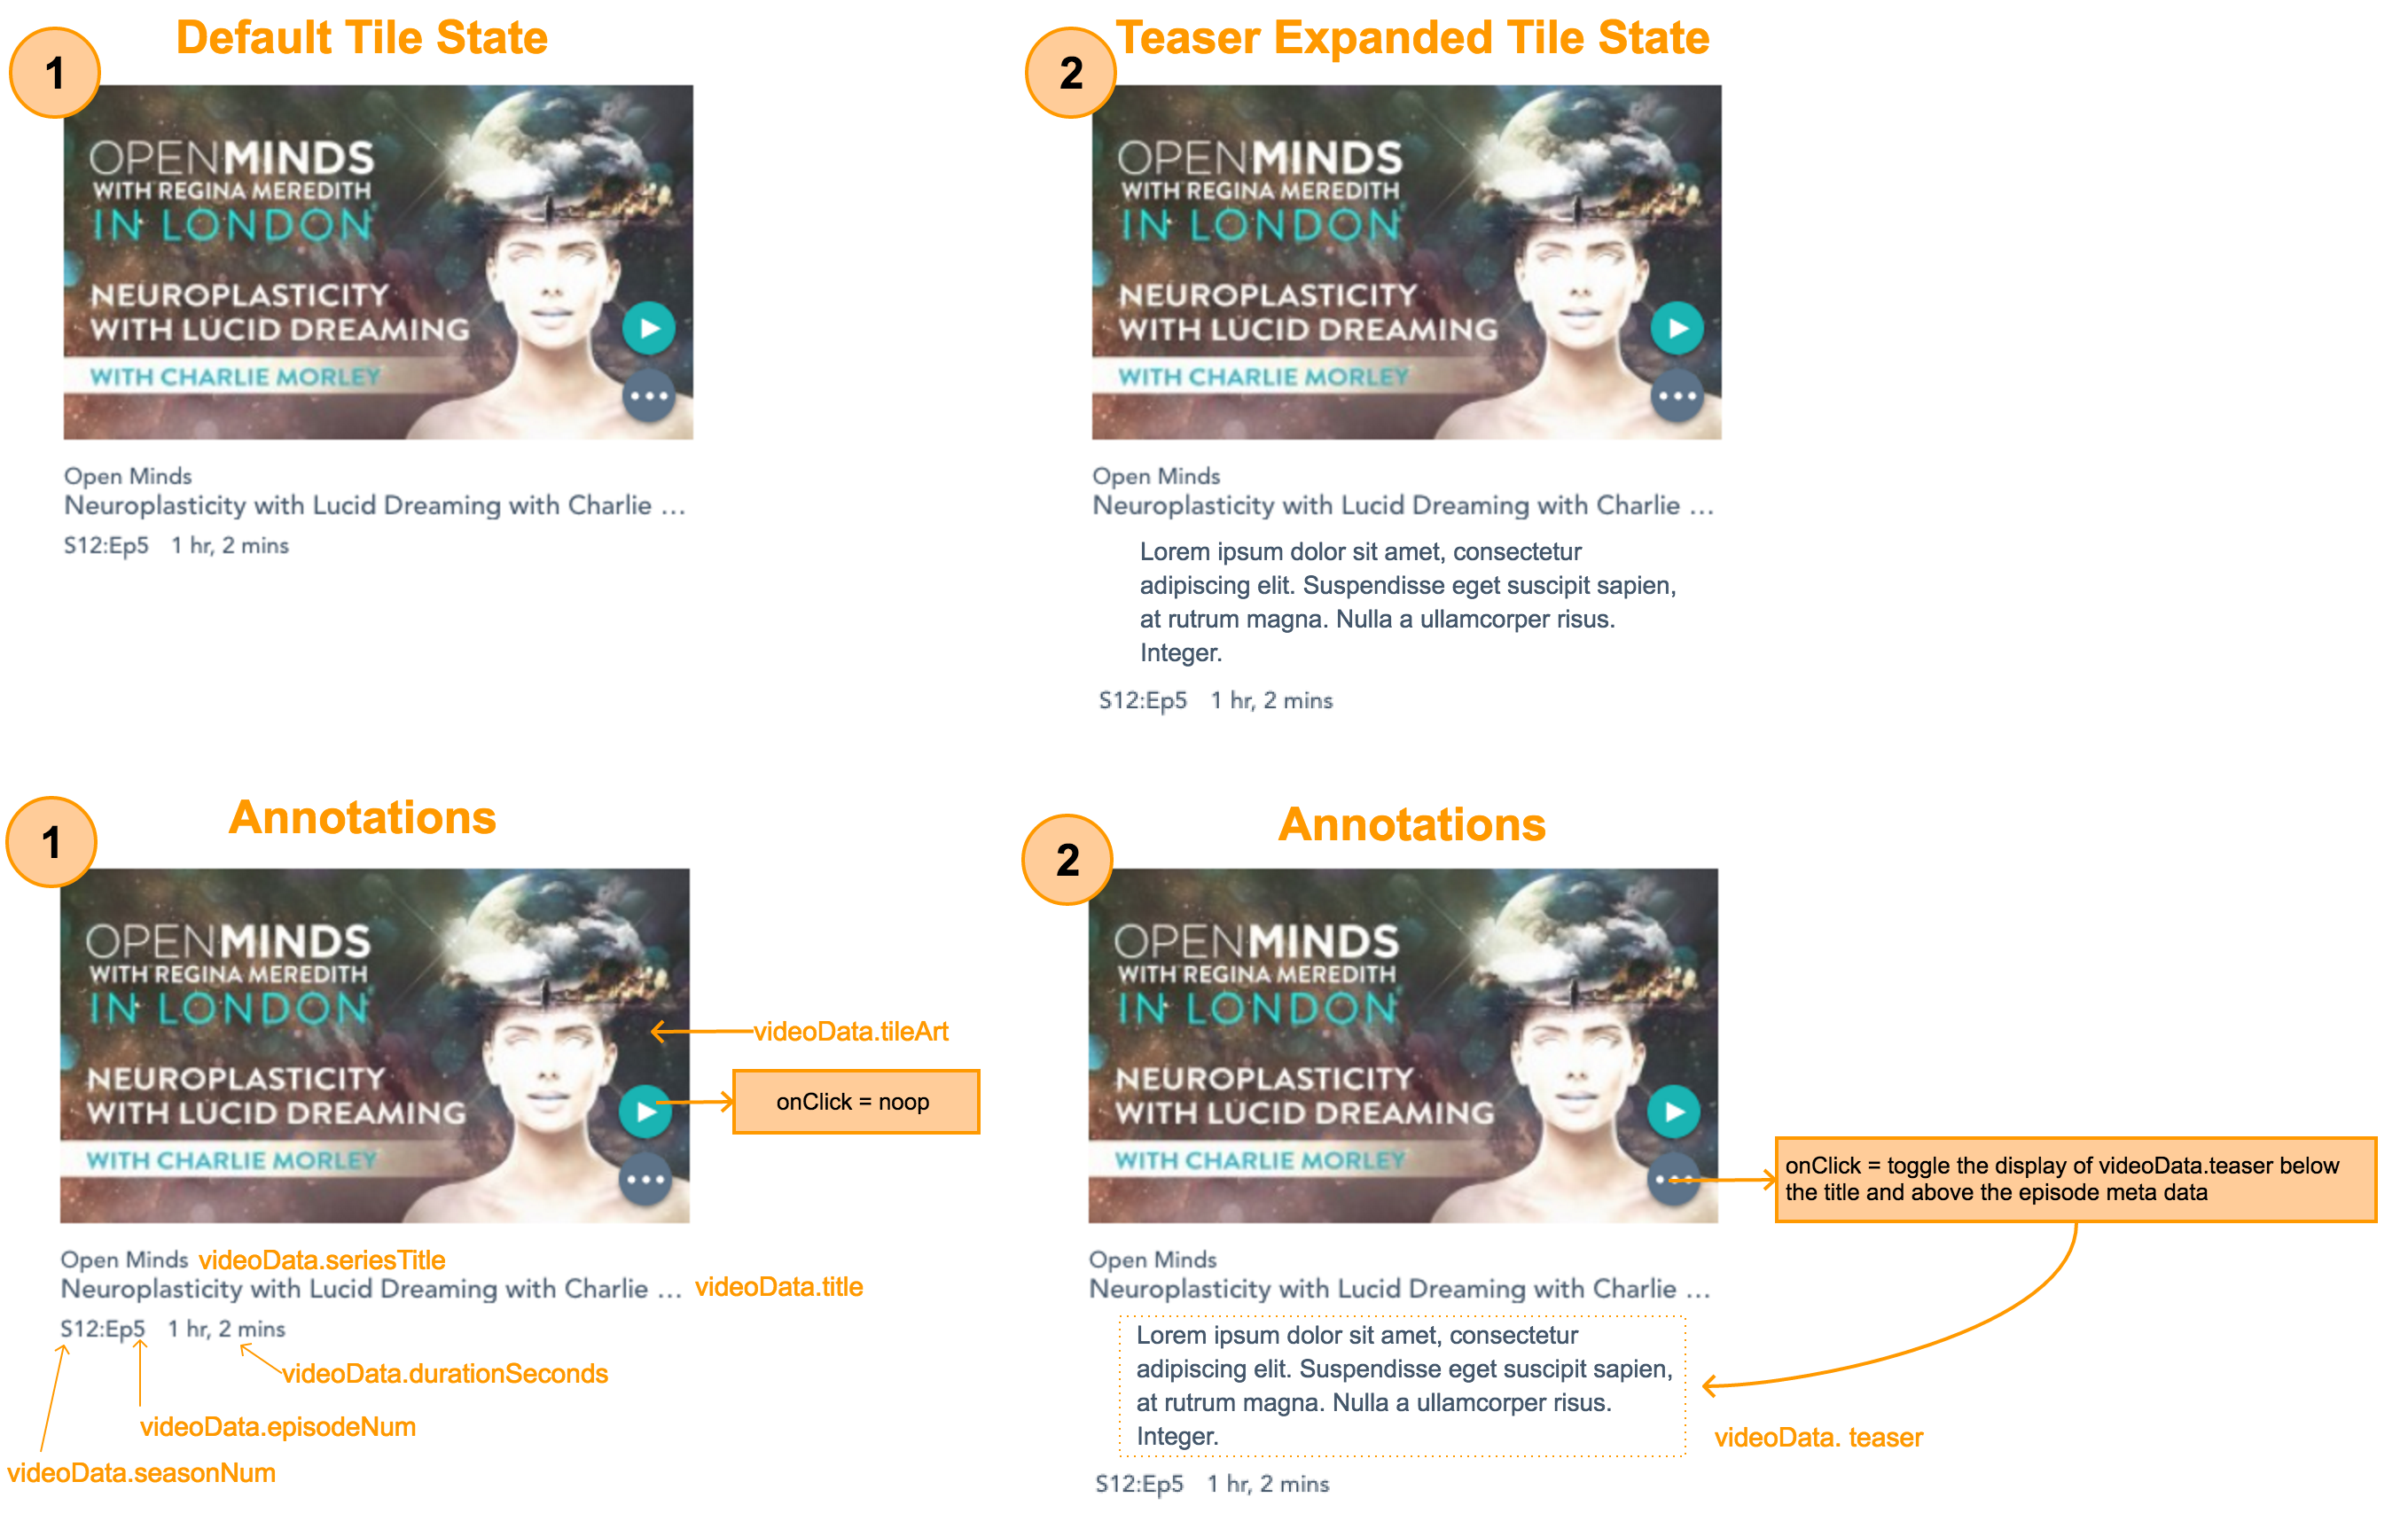 1
Default Tile State
OPENMINDS
WITH REGINA MEREDITH
IN LONDON
NEUROPLASTICITY
WITH LUCID DREAMING
WITH CHARLIE MORLEY
Open Minds
Neuroplasticity with Lucid Dreaming with Charlie ...
S12:Ep5 1 hr, 2 mins
2
Teaser Expanded Tile State
OPENMINDS
WITH REGINA MEREDITH
IN LONDON
NEUROPLASTICITY
WITH LUCID DREAMING
WITH CHARLIE MORLEY
Open Minds
Neuroplasticity with Lucid Dreaming with Charlie ...
Lorem ipsum dolor sit amet, consectetur
adipiscing elit. Suspendisse eget suscipit sapien,
at rutrum magna. Nulla a ullamcorper risus.
Integer.
S12:Ep5 1 hr, 2 mins
1
Annotations
OPENMINDS
WITH REGINA MEREDITH
IN LONDON
NEUROPLASTICITY
WITH LUCID DREAMING
WITH CHARLIE MORLEY
videoData.tileArt
onClick = noop
Open Minds videoData.seriesTitle
Neuroplasticity with Lucid Dreaming with Charlie ... videoData.title
S12:Ep5 1 hr, 2 mins
videoData.durationSeconds
videoData.episodeNum
videoData.seasonNum
2
Annotations
OPENMINDS
WITH REGINA MEREDITH
IN LONDON
NEUROPLASTICITY
WITH LUCID DREAMING
WITH CHARLIE MORLEY
onClick = toggle the display of videoData.teaser below
the title and above the episode meta data
Open Minds
Neuroplasticity with Lucid Dreaming with Charlie ...
Lorem ipsum dolor sit amet, consectetur
adipiscing elit. Suspendisse eget suscipit sapien,
at rutrum magna. Nulla a ullamcorper risus.
Integer.
videoData. teaser
S12:Ep5 1 hr, 2 mins